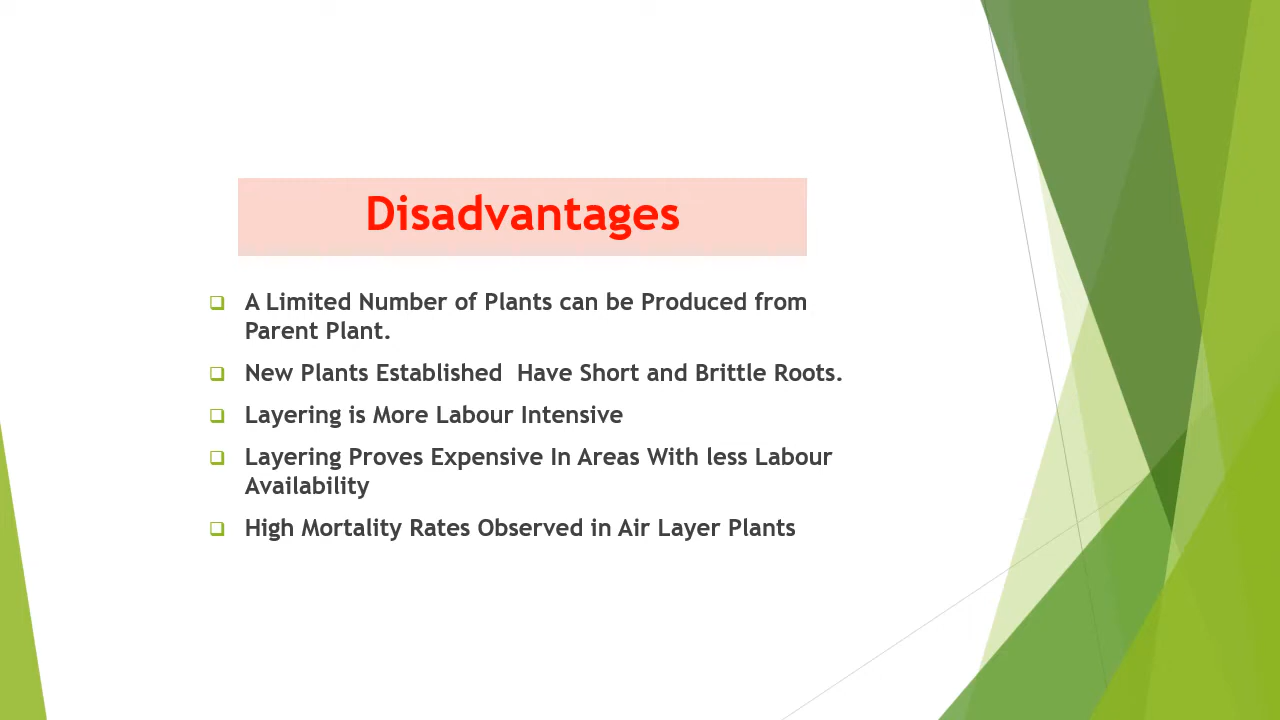 Disadvantages
A Limited Number of Plants can be Produced from
Parent Plant.
New Plants Established  Have Short and Brittle Roots.
Layering is More Labour Intensive
Layering Proves Expensive In Areas With less Labour
Availability
High Mortality Rates Observed in Air Layer Plants